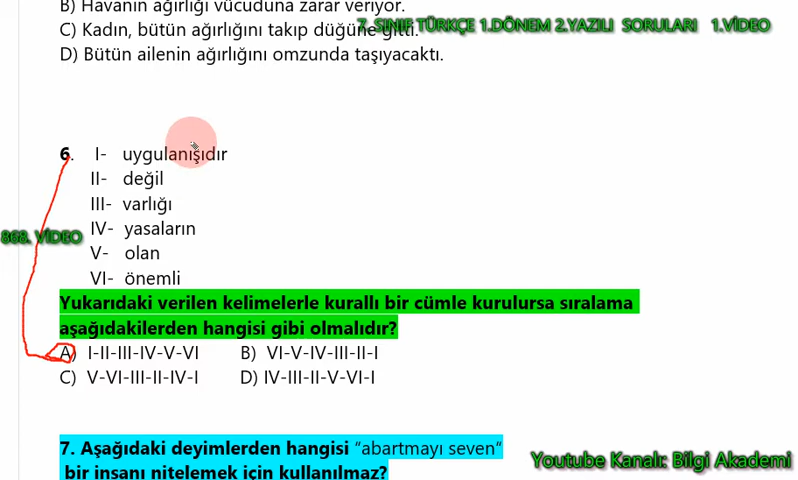 B) Havanın ağırlığı vücuduna zarar veriyor.
C) Kadın, bütün ağırlığını takıp düğüne gitti.
7. SINIF TÜRKÇE 1.DÖNEM 2.YAZILI SORULARI 1.VİDEO
D) Bütün ailenin ağırlığını omzunda taşıyacaktı.
6. I- uygulanışıdır
II- değil
III- varlığı
IV- yasaların
868. VİDEO
V- olan
VI- önemli
Yukarıdaki verilen kelimelerle kurallı bir cümle kurulursa sıralama
aşağıdakilerden hangisi gibi olmalıdır?
A) I-II-III-IV-V-VI B) VI-V-IV-III-II-I
C) V-VI-III-II-IV-I D) IV-III-II-V-VI-I
7. Aşağıdaki deyimlerden hangisi “abartmayı seven“
bir insanı nitelemek için kullanılmaz?
Youtube Kanalı: Bilgi Akademi